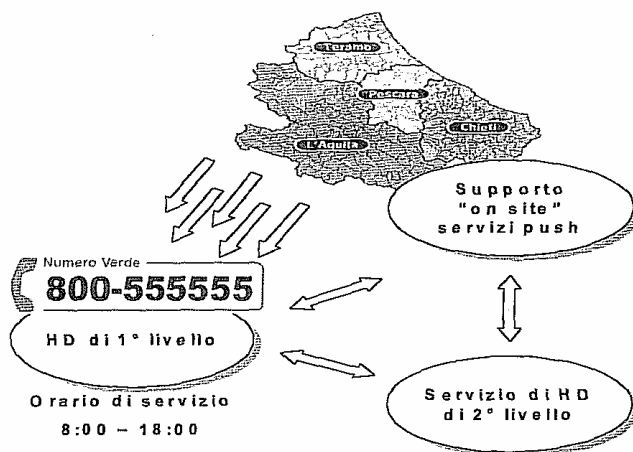 Teramo
Pescara
Chieti
L'Aquila
Supporto
"on site"
servizi push
Numero Verde
800-555555
HD di 1° livello
Orario di servizio
8:00 – 18:00
Servizio di HD
di 2° livello